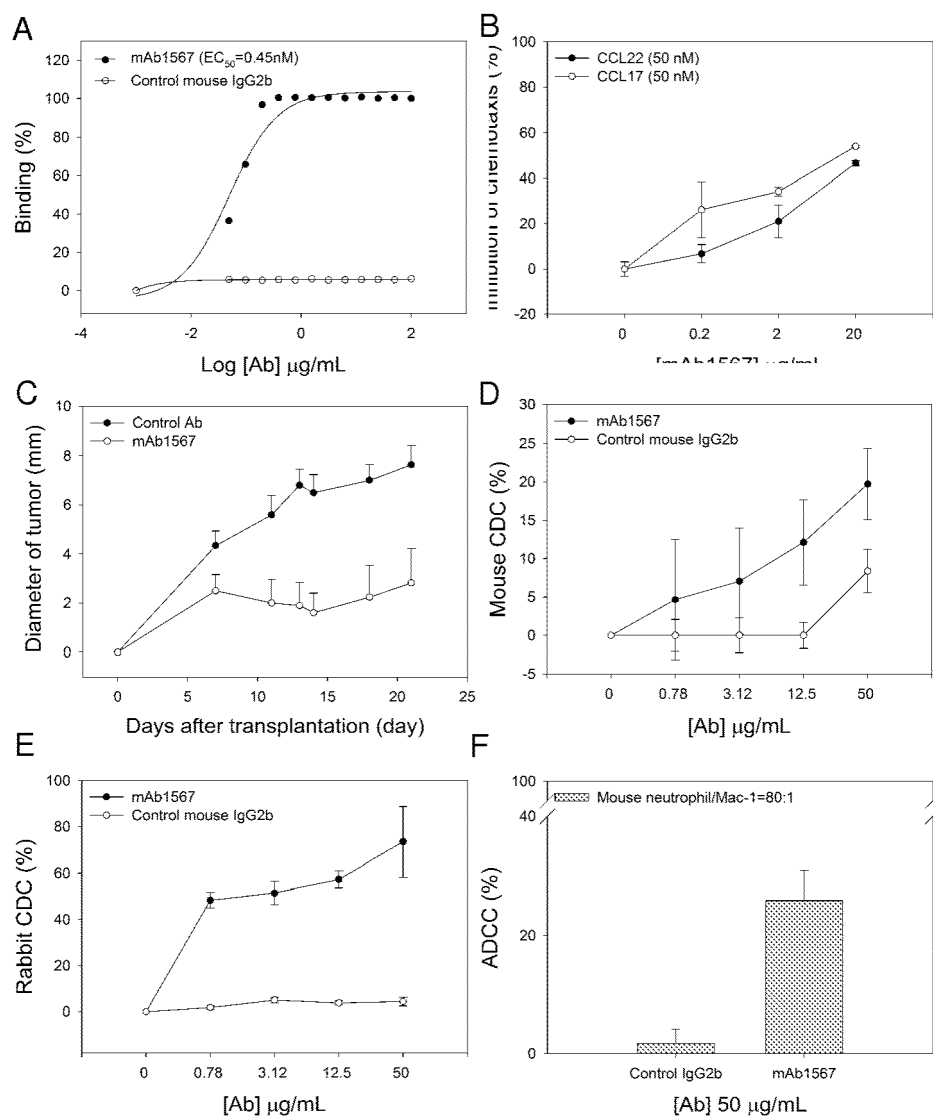 A
mAb1567 (EC50=0.45nM)
Control mouse IgG2b
120
100
80
60
40
20
0
Binding (%)
-4
-2
0
2
Log [Ab] μg/mL
B
CCL22 (50 nM)
CCL17 (50 nM)
100
80
60
40
20
0
-20
Inhibition of chemotaxis (%)
0
0.2
2
20
[mAb1567] μg/mL
C
Control Ab
mAb1567
10
8
6
4
2
0
Diameter of tumor (mm)
0
5
10
15
20
25
Days after transplantation (day)
D
mAb1567
Control mouse IgG2b
30
25
20
15
10
5
0
-5
Mouse CDC (%)
0
0.78
3.12
12.5
50
[Ab] μg/mL
E
mAb1567
Control mouse IgG2b
100
80
60
40
20
0
Rabbit CDC (%)
0
0.78
3.12
12.5
50
[Ab] μg/mL
F
Mouse neutrophil/Mac-1=80:1
100
40
20
0
ADCC (%)
Control IgG2b
mAb1567
[Ab] 50 μg/mL